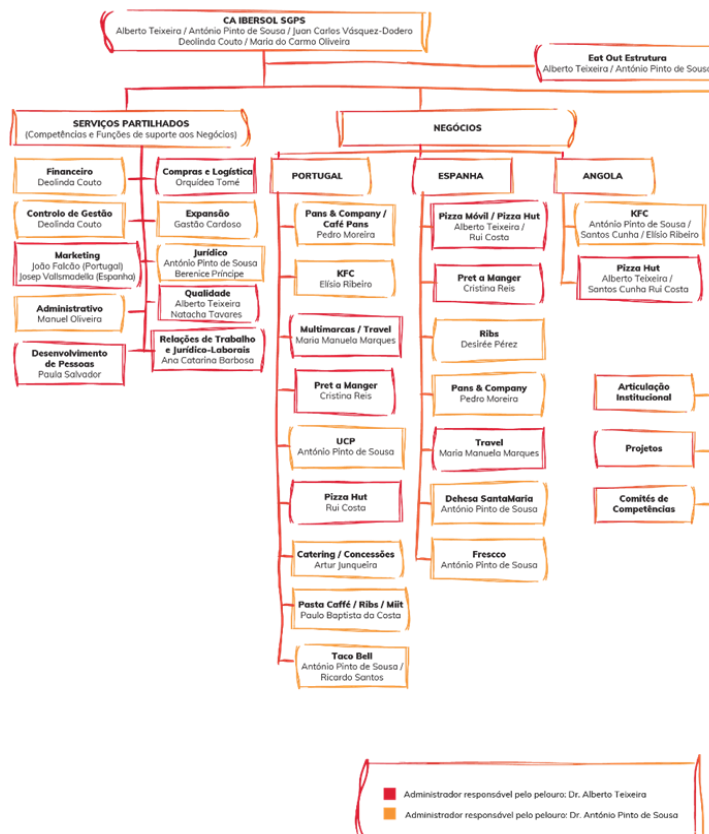 CA IBERSOL SGPS
Alberto Teixeira / António Pinto de Sousa / Juan Carlos Vásquez-Dodero
Deolinda Couto / Maria do Carmo Oliveira
Eat Out Estrutura
Alberto Teixeira / António Pinto de Sousa
SERVIÇOS PARTILHADOS
(Competências e Funções de suporte aos Negócios)
NEGÓCIOS
Financeiro
Deolinda Couto
Compras e Logística
Orquídea Tomé
Controlo de Gestão
Deolinda Couto
Expansão
Gastão Cardoso
Marketing
João Falcão (Portugal)
Josep Vallsmadella (Espanha)
Jurídico
António Pinto de Sousa
Berenice Príncipe
Administrativo
Manuel Oliveira
Qualidade
Alberto Teixeira
Natacha Tavares
Desenvolvimento
de Pessoas
Paula Salvador
Relações de Trabalho
e Jurídico-Laborais
Ana Catarina Barbosa
PORTUGAL
Pans & Company /
Café Pans
Pedro Moreira
KFC
Elísio Ribeiro
Multimarcas / Travel
Maria Manuela Marques
Pret a Manger
Cristina Reis
UCP
António Pinto de Sousa
Pizza Hut
Rui Costa
Catering / Concessões
Artur Junqueira
Pasta Caffé / Ribs / Miit
Paulo Baptista da Costa
Taco Bell
António Pinto de Sousa /
Ricardo Santos
ESPANHA
Pizza Móvil / Pizza Hut
Alberto Teixeira /
Rui Costa
Pret a Manger
Cristina Reis
Ribs
Desirée Pérez
Pans & Company
Pedro Moreira
Travel
Maria Manuela Marques
Dehesa SantaMaria
António Pinto de Sousa
Frescco
António Pinto de Sousa
ANGOLA
KFC
António Pinto de Sousa /
Santos Cunha / Elísio Ribeiro
Pizza Hut
Alberto Teixeira /
Santos Cunha Rui Costa
Articulação
Institucional
Projetos
Comités de
Competências
Administrador responsável pelo pelouro: Dr. Alberto Teixeira
Administrador responsável pelo pelouro: Dr. António Pinto de Sousa